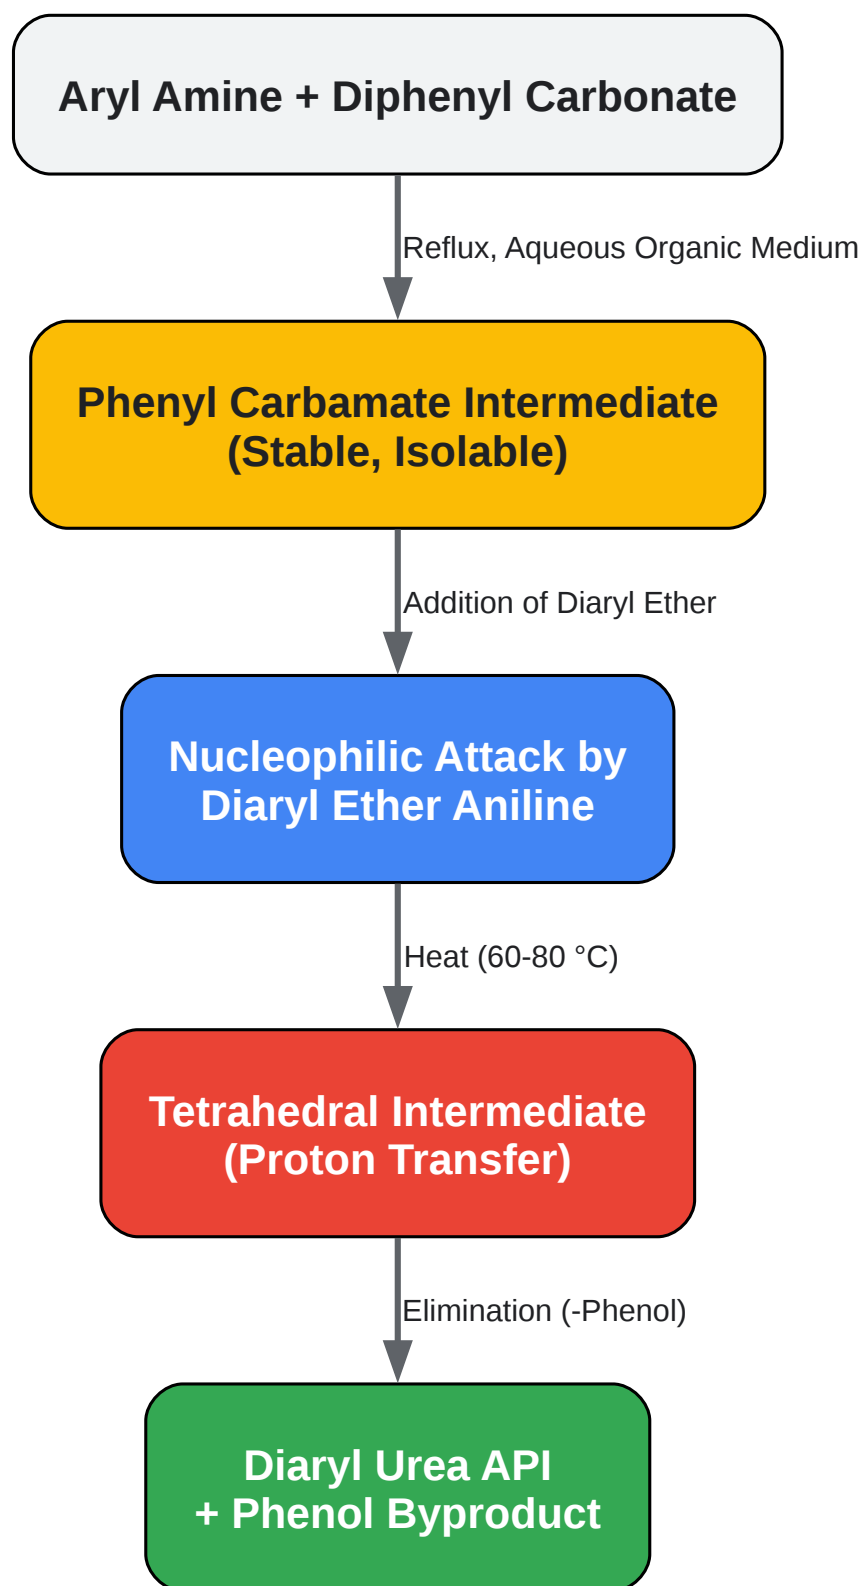 Aryl Amine + Diphenyl Carbonate
Reflux, Aqueous Organic Medium
Phenyl Carbamate Intermediate
(Stable, Isolable)
Addition of Diaryl Ether
Nucleophilic Attack by
Diaryl Ether Aniline
Heat (60-80 °C)
Tetrahedral Intermediate
(Proton Transfer)
Elimination (-Phenol)
Diaryl Urea API
+ Phenol Byproduct